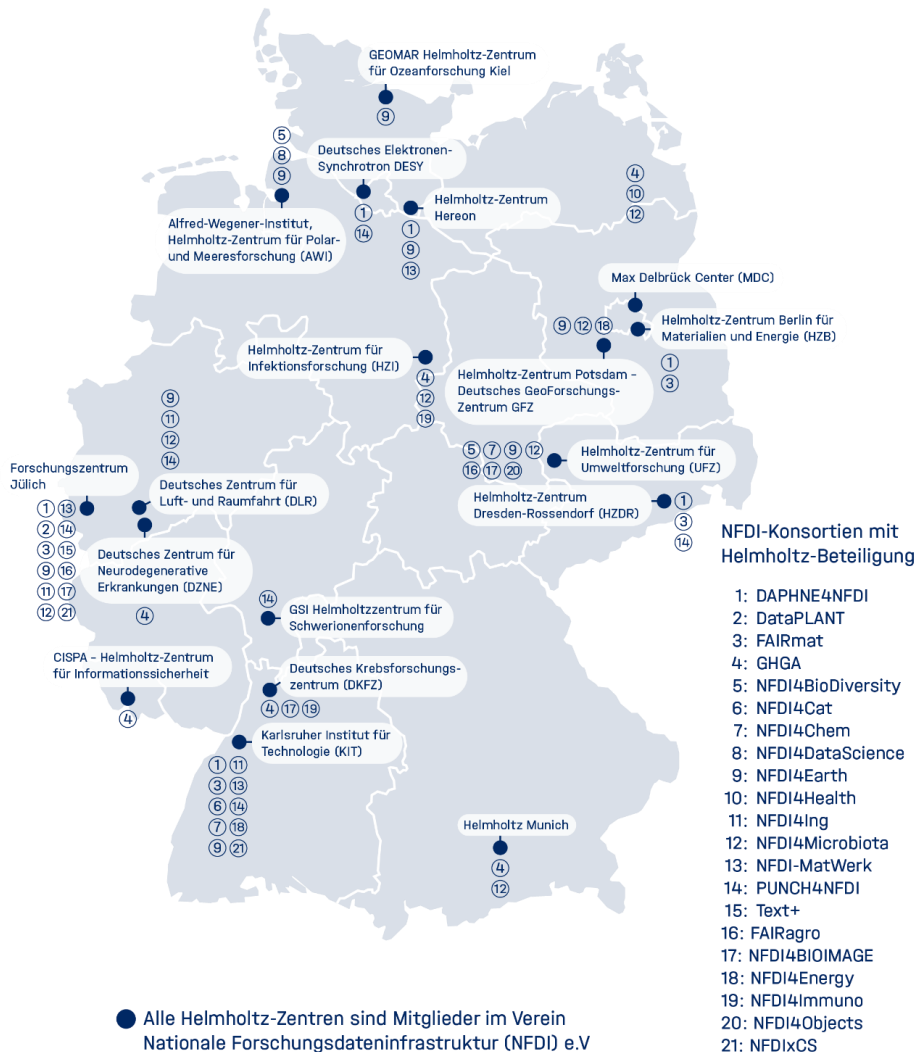 GEOMAR Helmholtz-Zentrum
für Ozeanforschung Kiel
9
5
8
9
Deutsches Elektronen-
Synchrotron DESY
1
14
Helmholtz-Zentrum
Hereon
1
9
13
4
10
12
Alfred-Wegener-Institut,
Helmholtz-Zentrum für Polar-
und Meeresforschung (AWI)
Max Delbrück Center (MDC)
9 12 18
Helmholtz-Zentrum Berlin für
Materialien und Energie (HZB)
1
3
Helmholtz-Zentrum für
Infektionsforschung (HZI)
4
12
19
Helmholtz-Zentrum Potsdam –
Deutsches GeoForschungs-
Zentrum GFZ
9
11
12
14
5 7 9 12
16 17 20
Helmholtz-Zentrum für
Umweltforschung (UFZ)
Forschungszentrum
Jülich
1 13
2 14
3 15
9 16
11 17
12 21
Deutsches Zentrum für
Luft- und Raumfahrt (DLR)
Helmholtz-Zentrum
Dresden-Rossendorf (HZDR)
1
3
14
Deutsches Zentrum für
Neurodegenerative
Erkrankungen (DZNE)
4
14
GSI Helmholtzzentrum für
Schwerionenforschung
CISPA – Helmholtz-Zentrum
für Informationssicherheit
4
Deutsches Krebsforschungs-
zentrum (DKFZ)
4 17 19
Karlsruher Institut für
Technologie (KIT)
1 11
3 13
6 14
7 18
9 21
Helmholtz Munich
4
12
NFDI-Konsortien mit
Helmholtz-Beteiligung
1: DAPHNE4NFDI
2: DataPLANT
3: FAIRmat
4: GHGA
5: NFDI4BioDiversity
6: NFDI4Cat
7: NFDI4Chem
8: NFDI4DataScience
9: NFDI4Earth
10: NFDI4Health
11: NFDI4Ing
12: NFDI4Microbiota
13: NFDI-MatWerk
14: PUNCH4NFDI
15: Text+
16: FAIRagro
17: NFDI4BIOIMAGE
18: NFDI4Energy
19: NFDI4Immuno
20: NFDI4Objects
21: NFDIxCS
Alle Helmholtz-Zentren sind Mitglieder im Verein
Nationale Forschungsdateninfrastruktur (NFDI) e.V